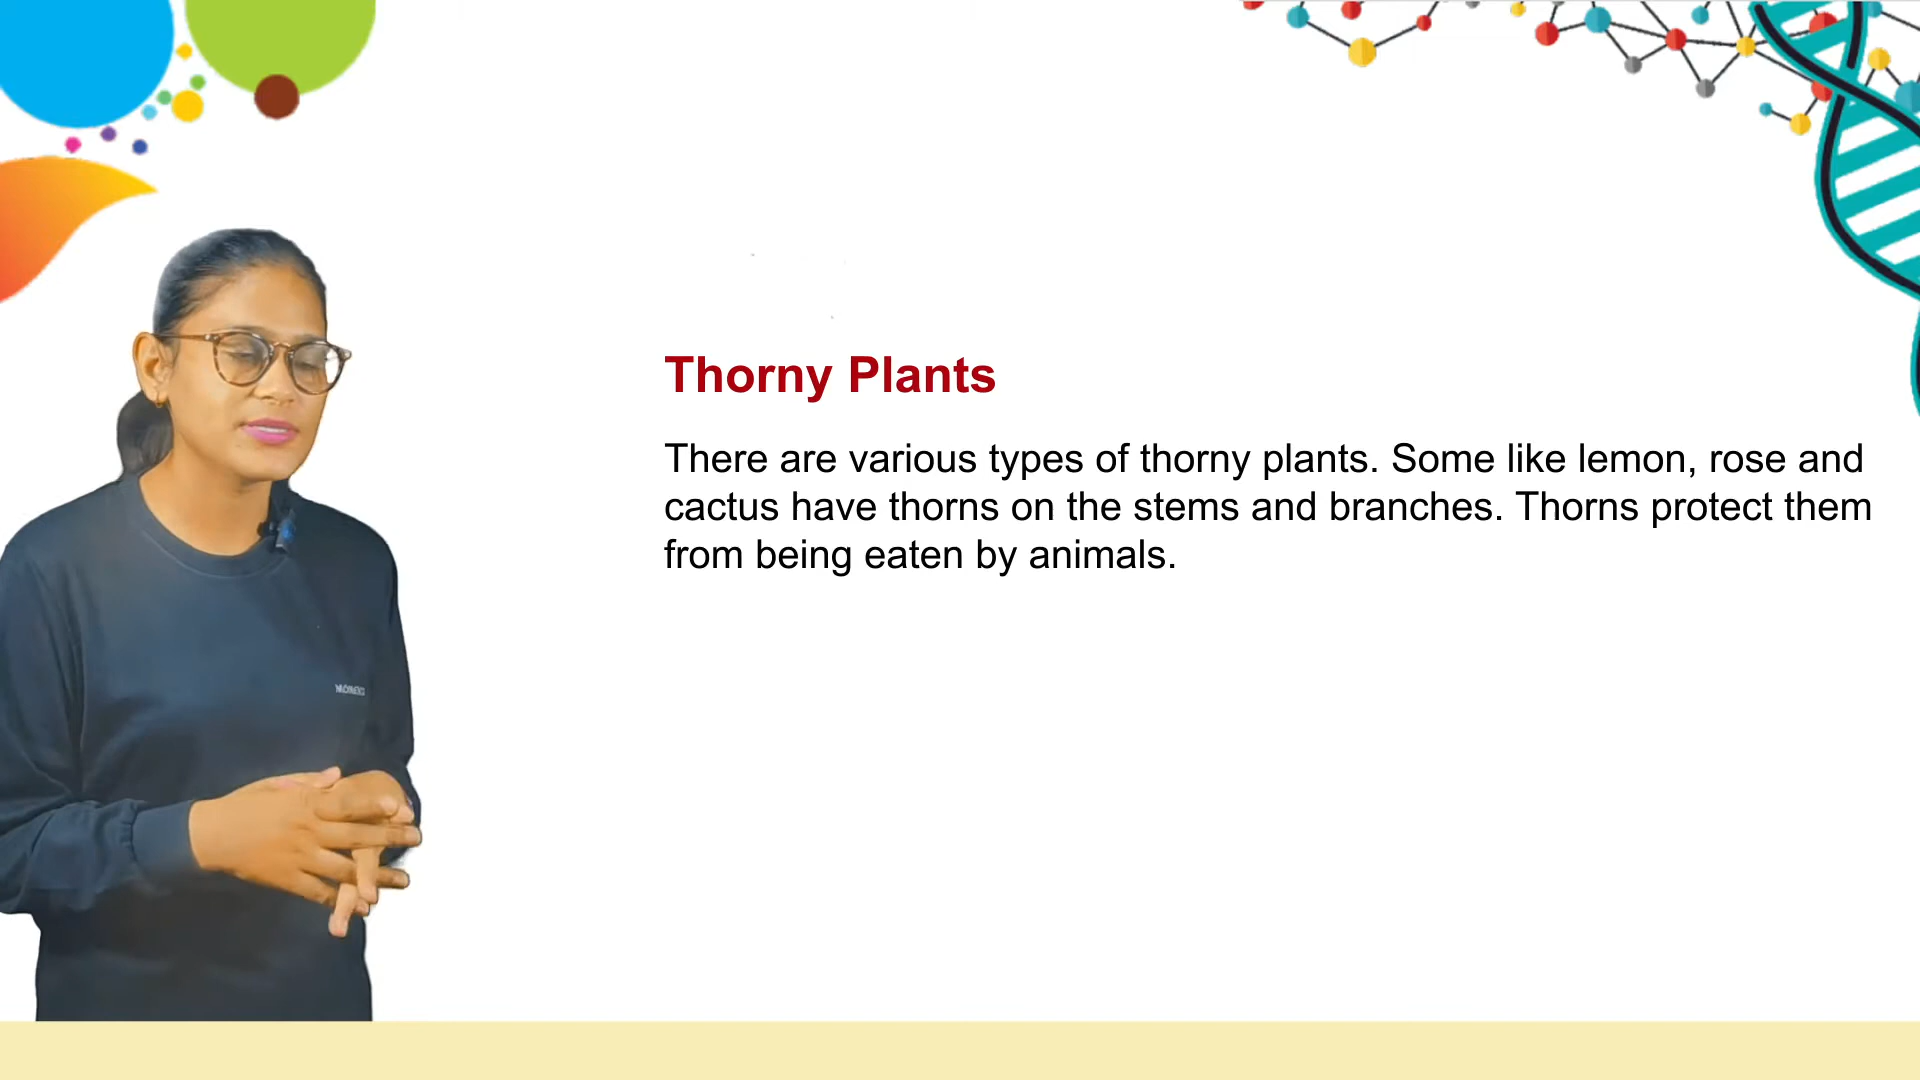 Thorny Plants
There are various types of thorny plants. Some like lemon, rose and
cactus have thorns on the stems and branches. Thorns protect them
from being eaten by animals.